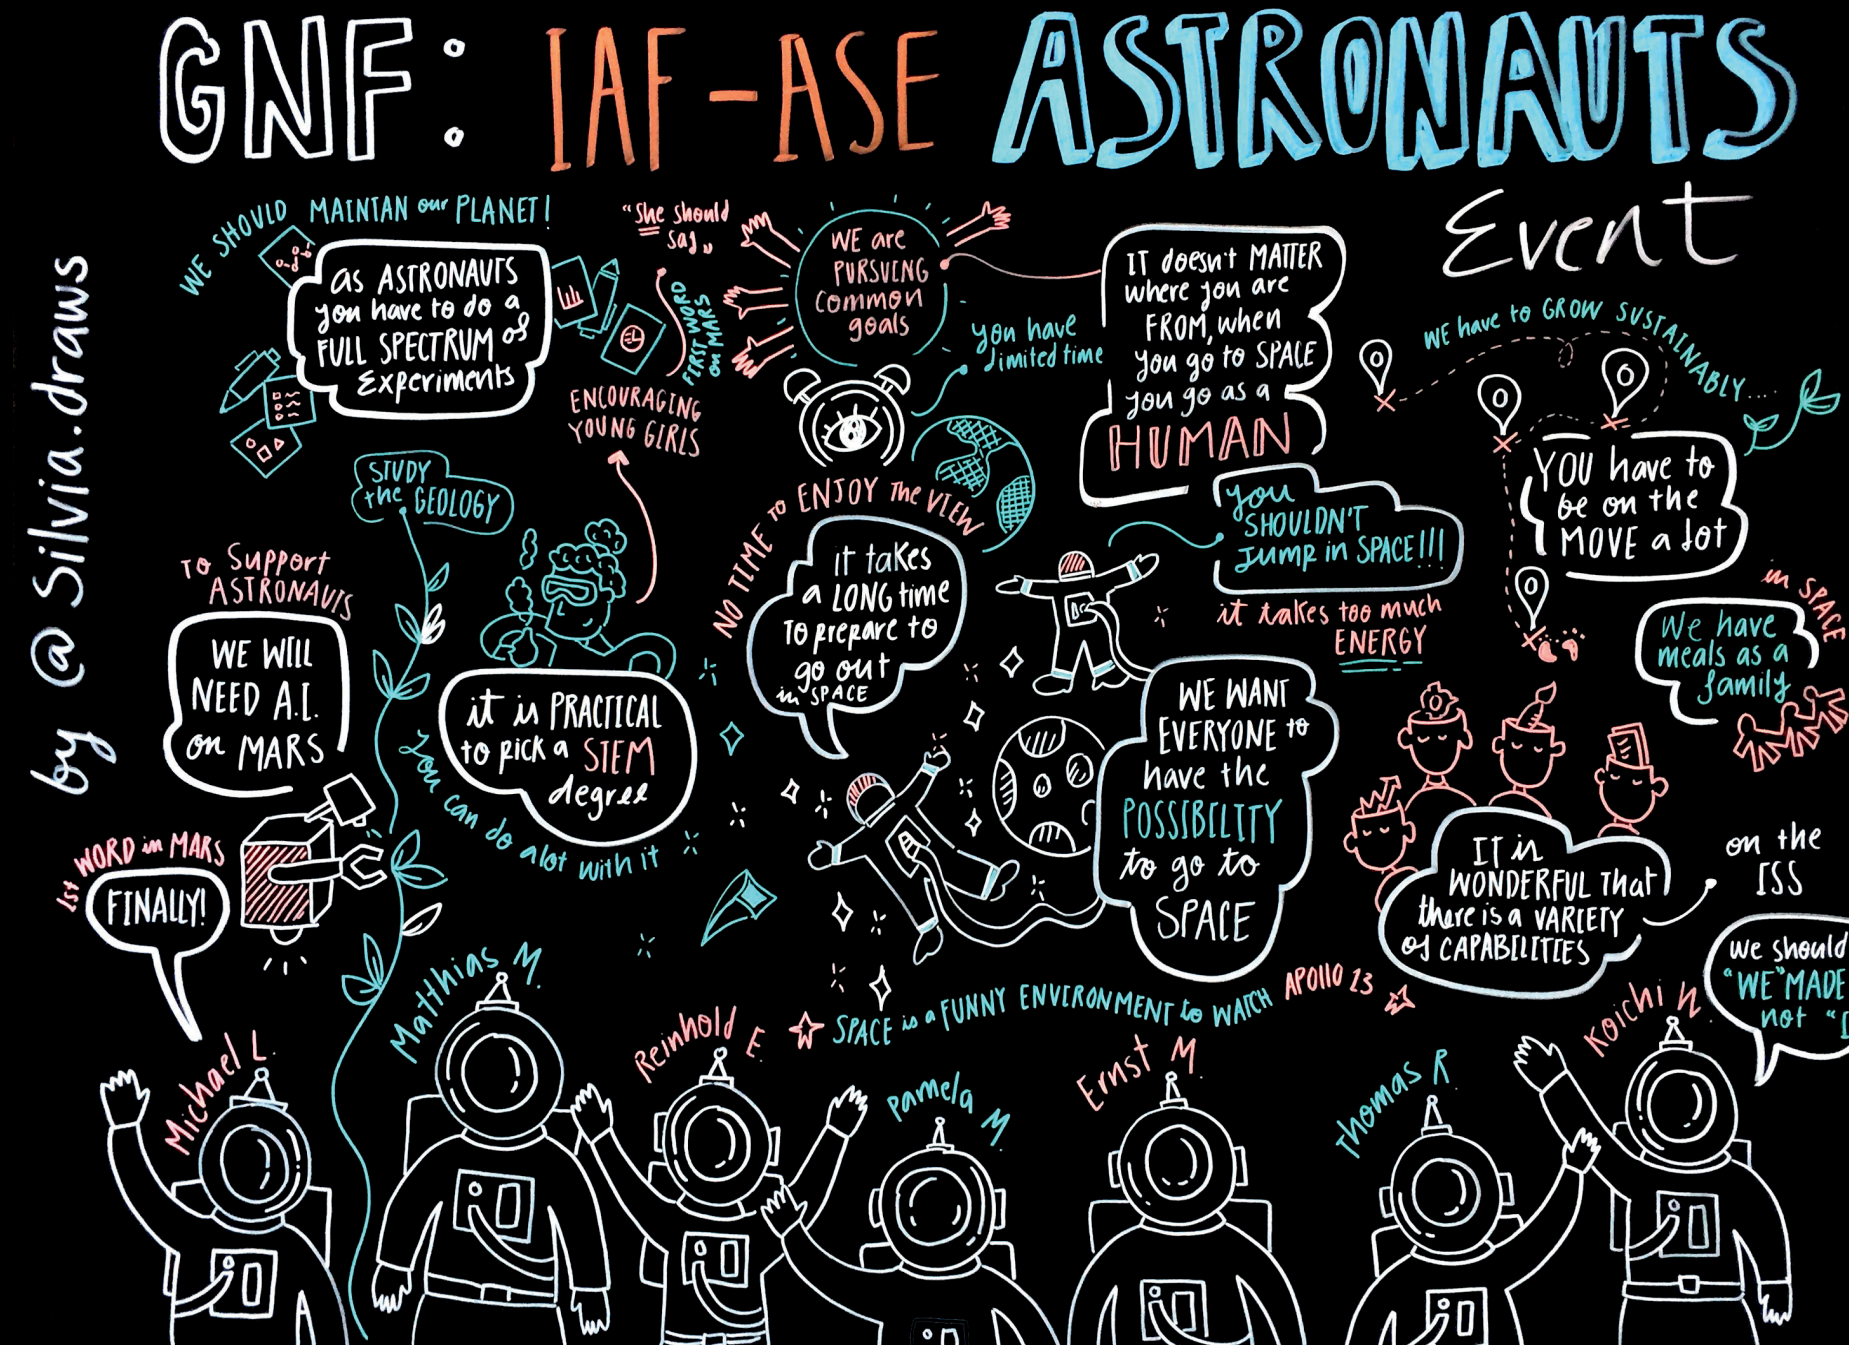 GNF: IAF-ASE ASTRONAUTS
Event
by @ Silvia.draws
WE SHOULD MAINTAN our PLANET!
as ASTRONAUTS
you have to do a
FULL SPECTRUM of
Experiments
"She should
say"
FIRST WORD
on MARS
ENCOURAGING
YOUNG GIRLS
WE are
PURSUING
common
goals
you have
limited time
IT doesn't MATTER
where you are
FROM, when
you go to SPACE
you go as a
HUMAN
WE have to GROW SUSTAINABLY....
YOU have to
be on the
MOVE a lot
STUDY
the GEOLOGY
NO TIME TO ENJOY the VIEW
it takes
a LONG time
TO prepare to
go out
in SPACE
you
SHOULDN'T
Jump in SPACE!!!
it takes too much
ENERGY
in SPACE
We have
meals as a
family
TO Support
ASTRONAUTS
WE WILL
NEED A.I.
on MARS
it is PRACTICAL
to pick a STEM
degree
you can do alot with it
WE WANT
EVERYONE to
have the
POSSIBILITY
to go to
SPACE
1st WORD in MARS
FINALLY!
IT is
WONDERFUL that
there is a VARIETY
of CAPABILITIES
on the
ISS
we should
"WE" MADE
not "I
SPACE is a FUNNY ENVIRONMENT to WATCH APOllO 13
Michael L.
Matthias M.
Reinhold E.
Pamela M.
Ernst M.
Thomas R.
Koichi W.